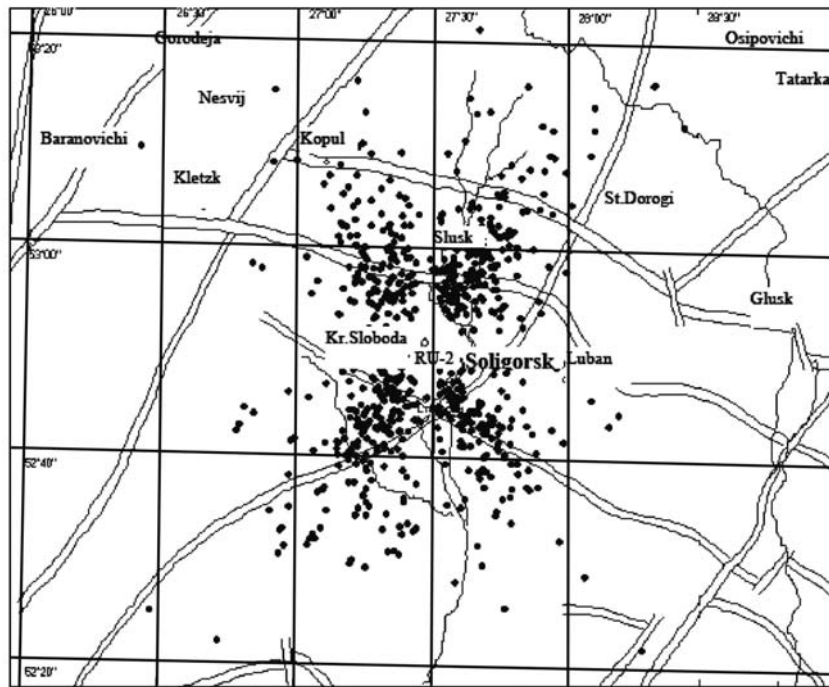 26'30"
27'00"
27'30"
28'00"
28'30"
Gorodeja
Osipovichi
Tatarka
Nesvij
Baranovichi
Kopul
Kletzk
St.Dorogi
Slusk
53'00"
Glusk
Kr.Sloboda
RU-2
Soligorsk
Luban
52'40"
52'20"